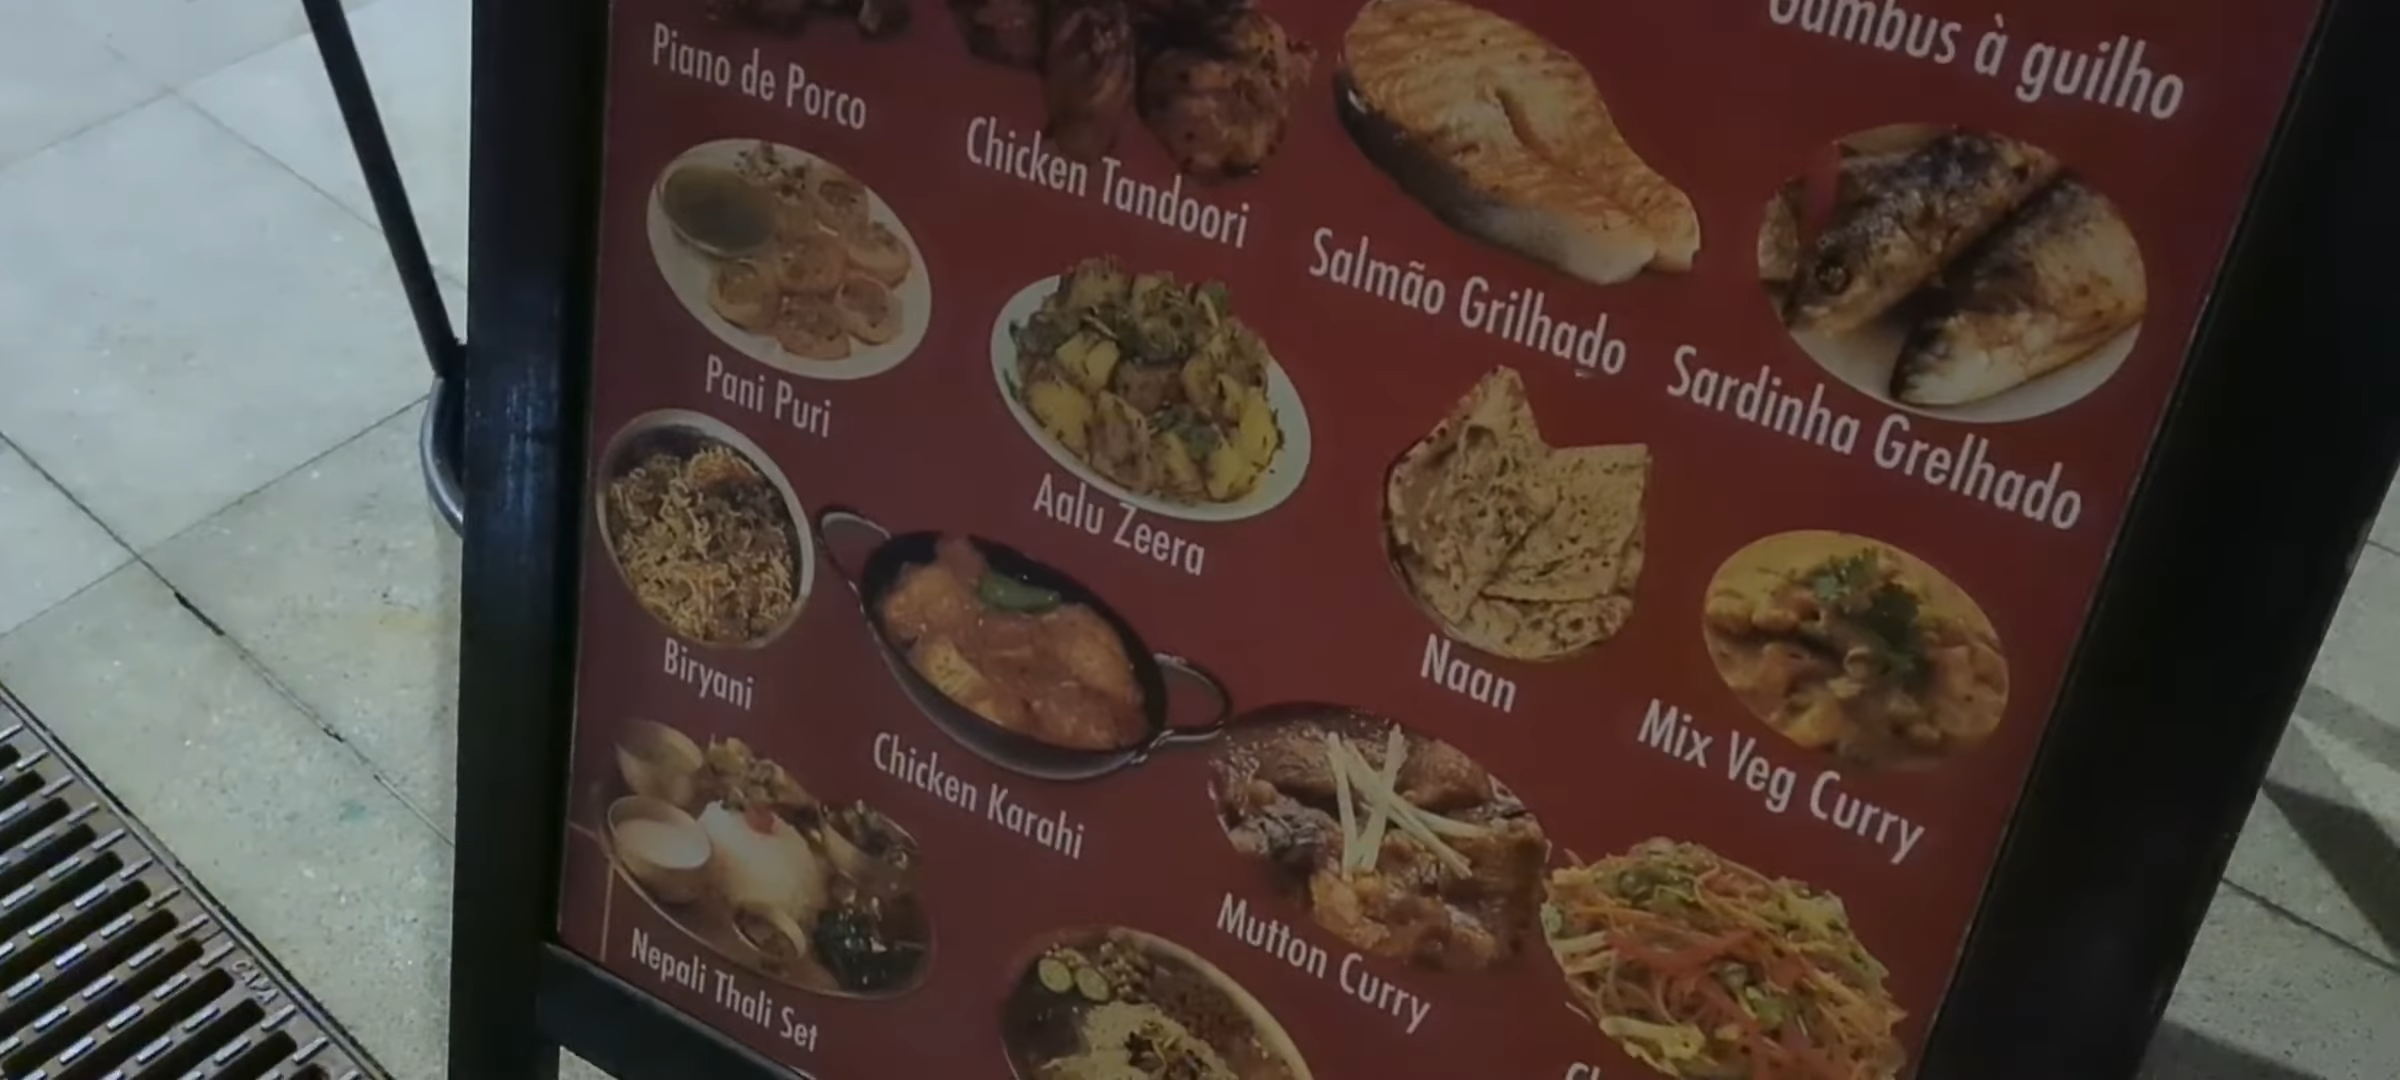 à guilho
Piano de Porco
Chicken Tandoori
Salmão Grilhado
Sardinha Grelhado
Pani Puri
Aalu Zeera
Naan
Mix Veg Curry
Biryani
Chicken Karahi
Mutton Curry
Nepali Thali Set